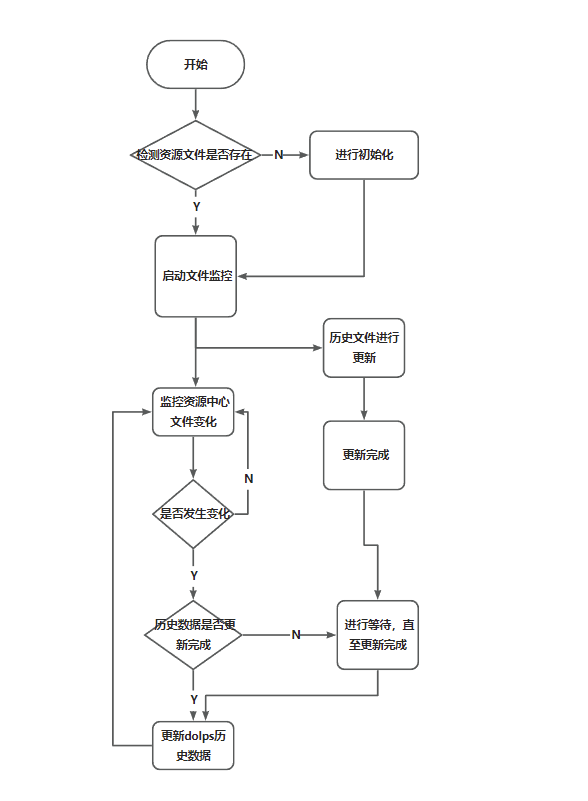 开始
检测资源文件是否存在
N
进行初始化
Y
启动文件监控
历史文件进行
更新
监控资源中心
文件变化
更新完成
N
是否发生变化
Y
历史数据是否更
新完成
N
进行等待，直
至更新完成
Y
更新dolps历
史数据